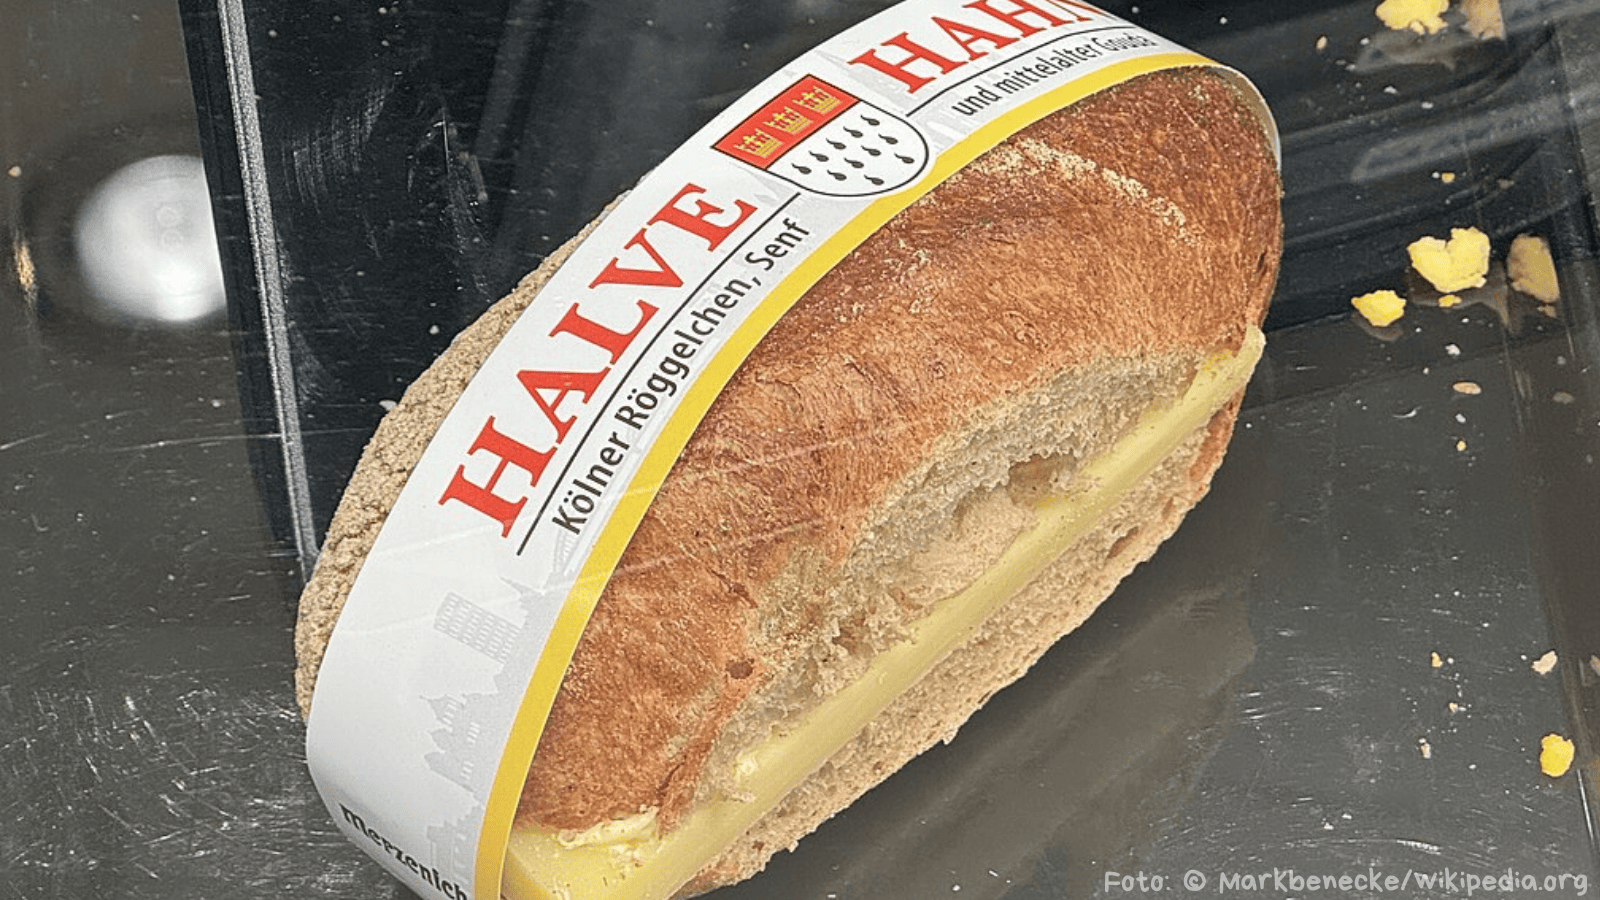 HALVE HAHN
Kölner Röggelchen, Senf
und mittelalter Gouda
merzenich
Foto: © Markbenecke/Wikipedia.org